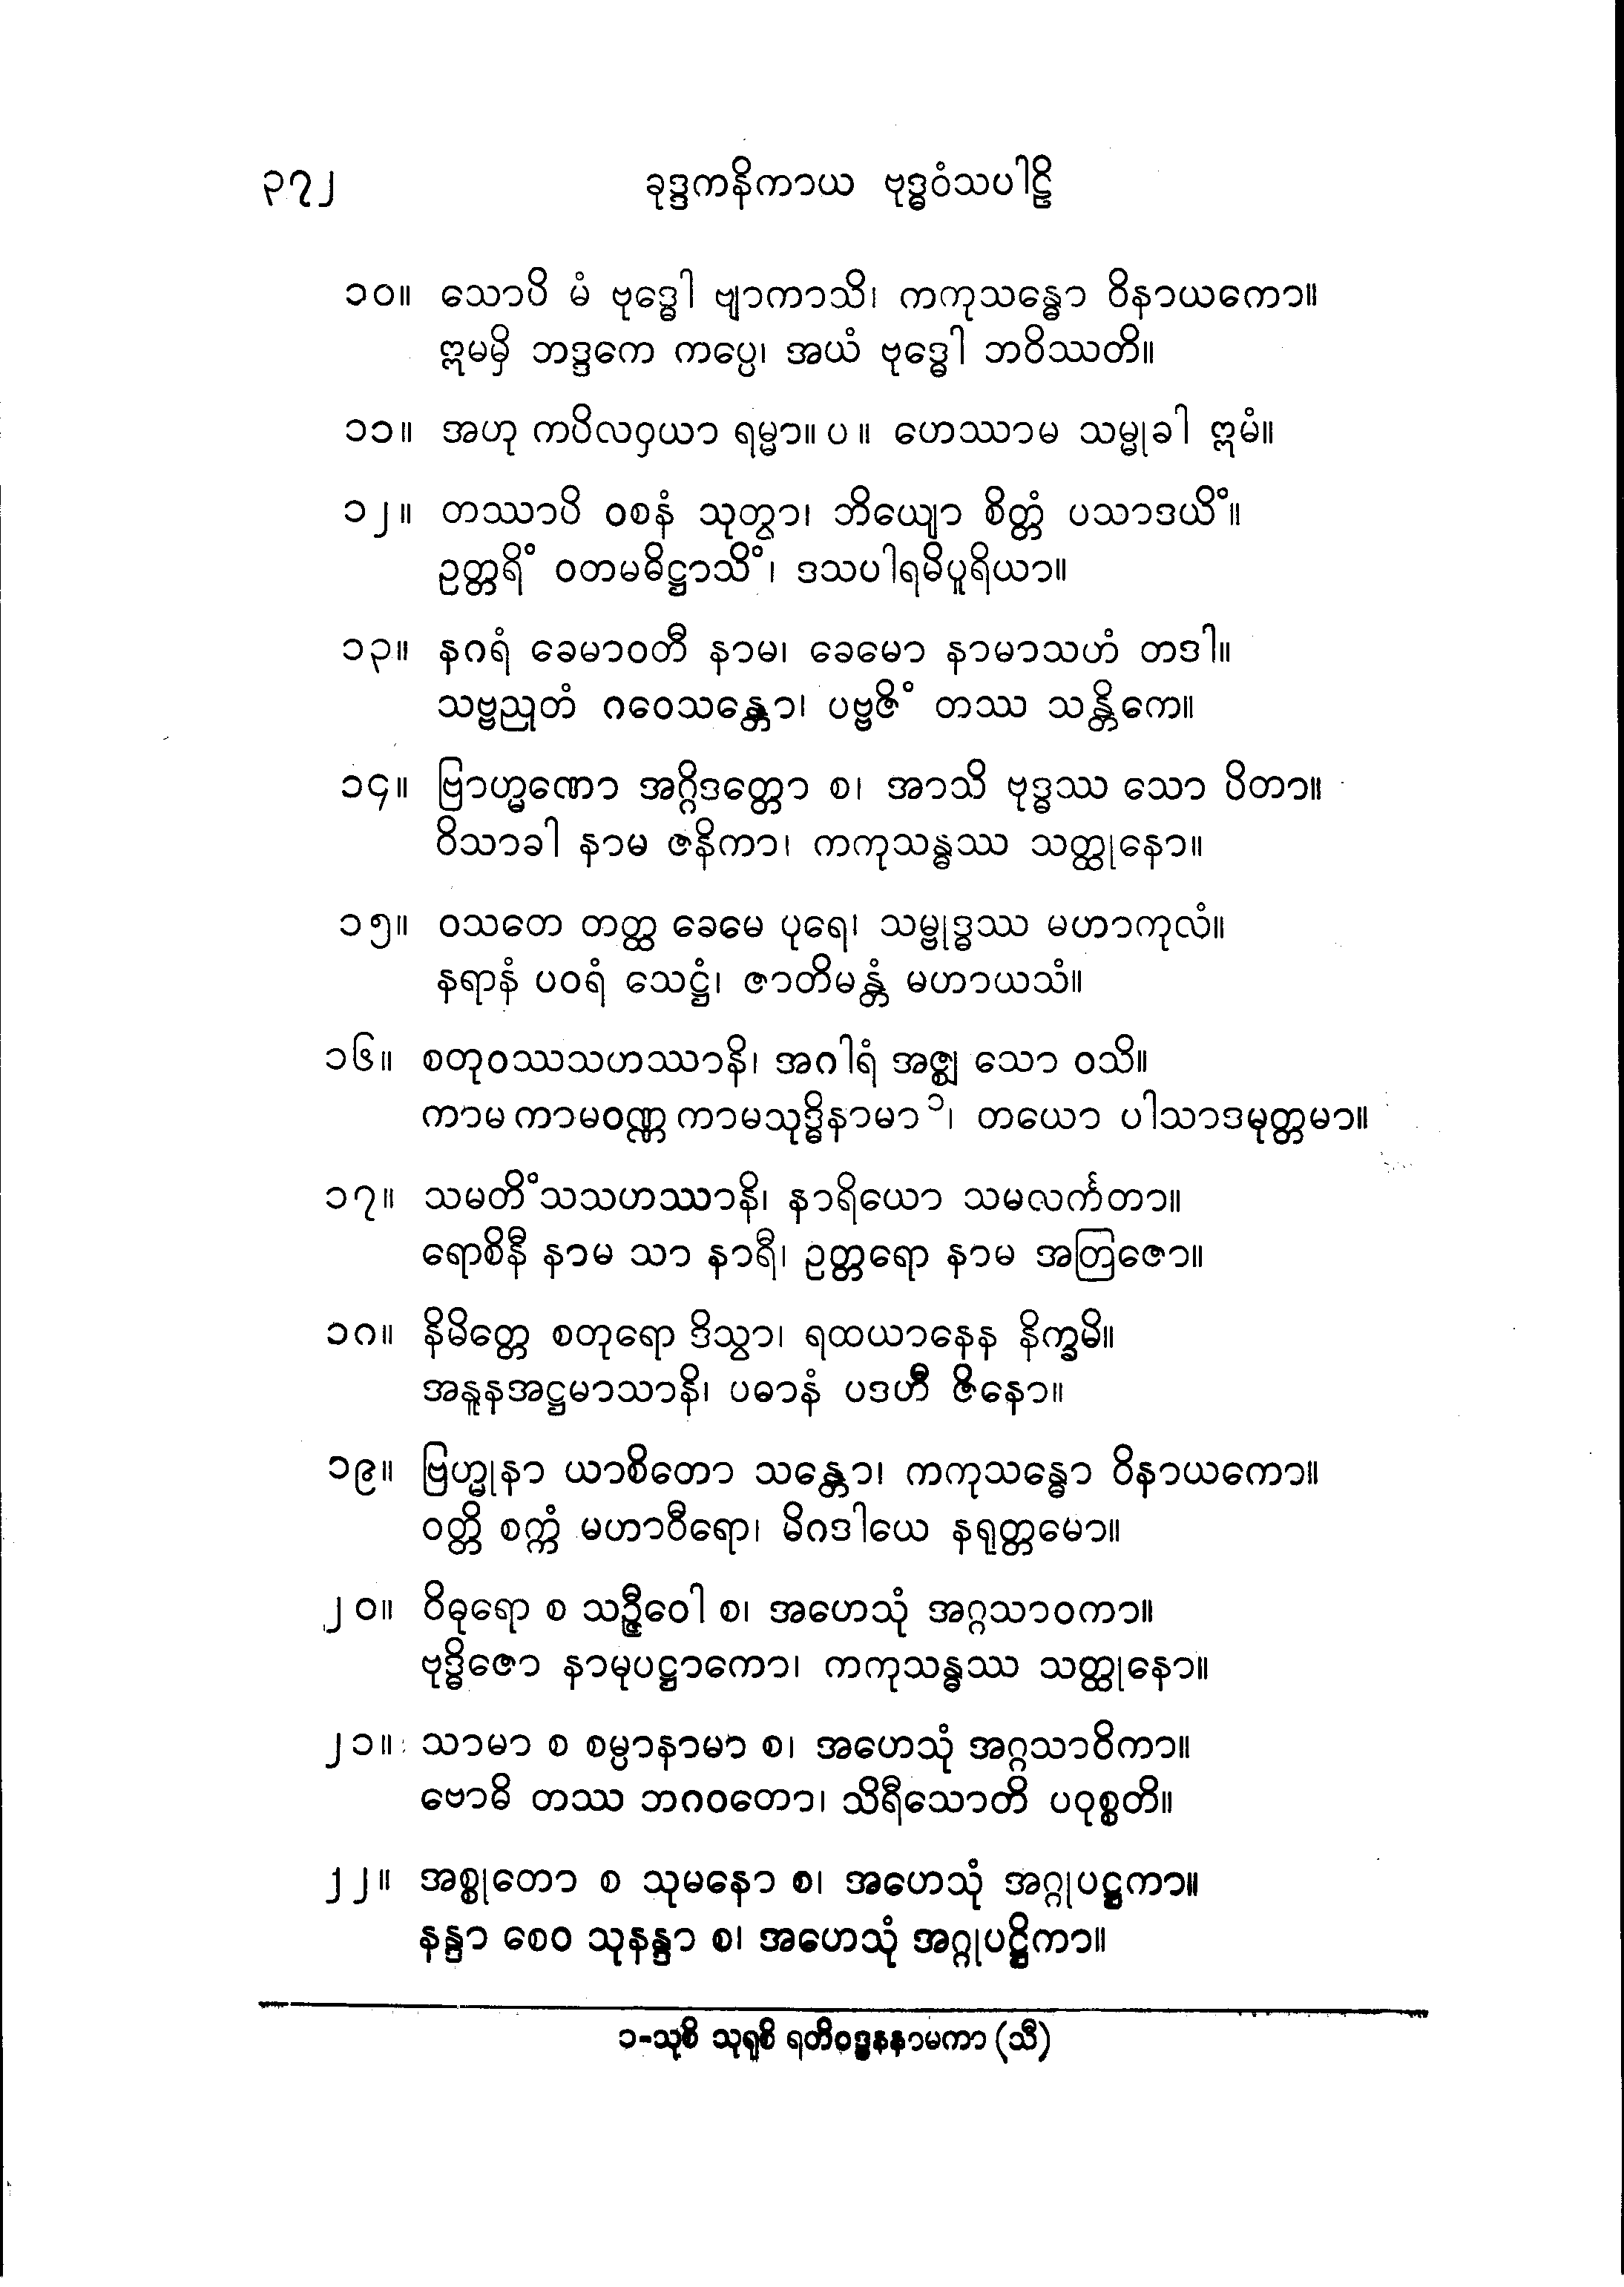 ၃၇၂ ခုဒ္ဒကနိကာယ ဗုဒ္ဓဝံသပါဠိ
၁၀။ သောပိ မံ ဗုဒ္ဓေါ ဗျာကာသိ၊ ကကုသန္ဓော ဝိနာယကော။
ဣမမှိ ဘဒ္ဒကေ ကပ္ပေ၊ အယံ ဗုဒ္ဓေါ ဘဝိဿတိ။
၁၁။ အဟု ကပိလဝှယာ ရမ္မာ။ ပ ။ ဟေဿာမ သမ္မုခါ ဣမံ။
၁၂။ တဿာပိ ဝစနံ သုတွာ၊ ဘိယျော စိတ္တံ ပသာဒယိံ။
ဥတ္တရိံ ဝတမဓိဋ္ဌာသိံ၊ ဒသပါရမိပူရိယာ။
၁၃။ နဂရံ ခေမာဝတီ နာမ၊ ခေမော နာမာသဟံ တဒါ။
သဗ္ဗညုတံ ဂဝေသန္တော၊ ပဗ္ဗဇိံ တဿ သန္တိကေ။
၁၄။ ဗြာဟ္မဏော အဂ္ဂိဒတ္တော စ၊ အာသိ ဗုဒ္ဓဿ သော ပိတာ။
ဝိသာခါ နာမ ဇနိကာ၊ ကကုသန္ဓဿ သတ္ထုနော။
၁၅။ ဝသတေ တတ္ထ ခေမေ ပုရေ၊ သမ္ဗုဒ္ဓဿ မဟာကုလံ။
နရာနံ ပဝရံ သေဋ္ဌံ၊ ဇာတိမန္တံ မဟာယသံ။
၁၆။ စတုဝဿသဟဿာနိ၊ အဂါရံ အဇ္ဈ သော ဝသိ။
ကာမ ကာမဝဏ္ဏ ကာမသုဒ္ဓိနာမာ ၁၊ တယော ပါသာဒမုတ္တမာ။
၁၇။ သမတိံသသဟဿာနိ၊ နာရိယော သမလင်္ကတာ။
ရောစိနီ နာမ သာ နာရီ၊ ဥတ္တရော နာမ အတြဇော။
၁၈။ နိမိတ္တေ စတုရော ဒိသွာ၊ ရထယာနေန နိက္ခမိ။
အနူနအဋ္ဌမာသာနိ၊ ပဓာနံ ပဒဟီ ဇိနော။
၁၉။ ဗြဟ္မုနာ ယာစိတော သန္တော၊ ကကုသန္ဓော ဝိနာယကော။
ဝတ္တိ စက္ကံ မဟာဝီရော၊ မိဂဒါယေ နရုတ္တမော။
၂၀။ ဝိဓုရော စ သဉ္ဇီဝေါ စ၊ အဟေသုံ အဂ္ဂသာဝကာ။
ဗုဒ္ဓိဇော နာမုပဋ္ဌာကော၊ ကကုသန္ဓဿ သတ္ထုနော။
၂၁။ သာမာ စ စမ္ပာနာမာ စ၊ အဟေသုံ အဂ္ဂသာဝိကာ။
ဗောဓိ တဿ ဘဂဝတော၊ သိရီသောတိ ပဝုစ္စတိ။
၂၂။ အစ္စုတော စ သုမနော စ၊ အဟေသုံ အဂ္ဂုပဋ္ဌကာ။
နန္ဒာ စေဝ သုနန္ဒာ စ၊ အဟေသုံ အဂ္ဂုပဋ္ဌိကာ။
၁-သုစိ သုရုစိ ရတိဝဒ္ဓနနာမကာ (သီ)